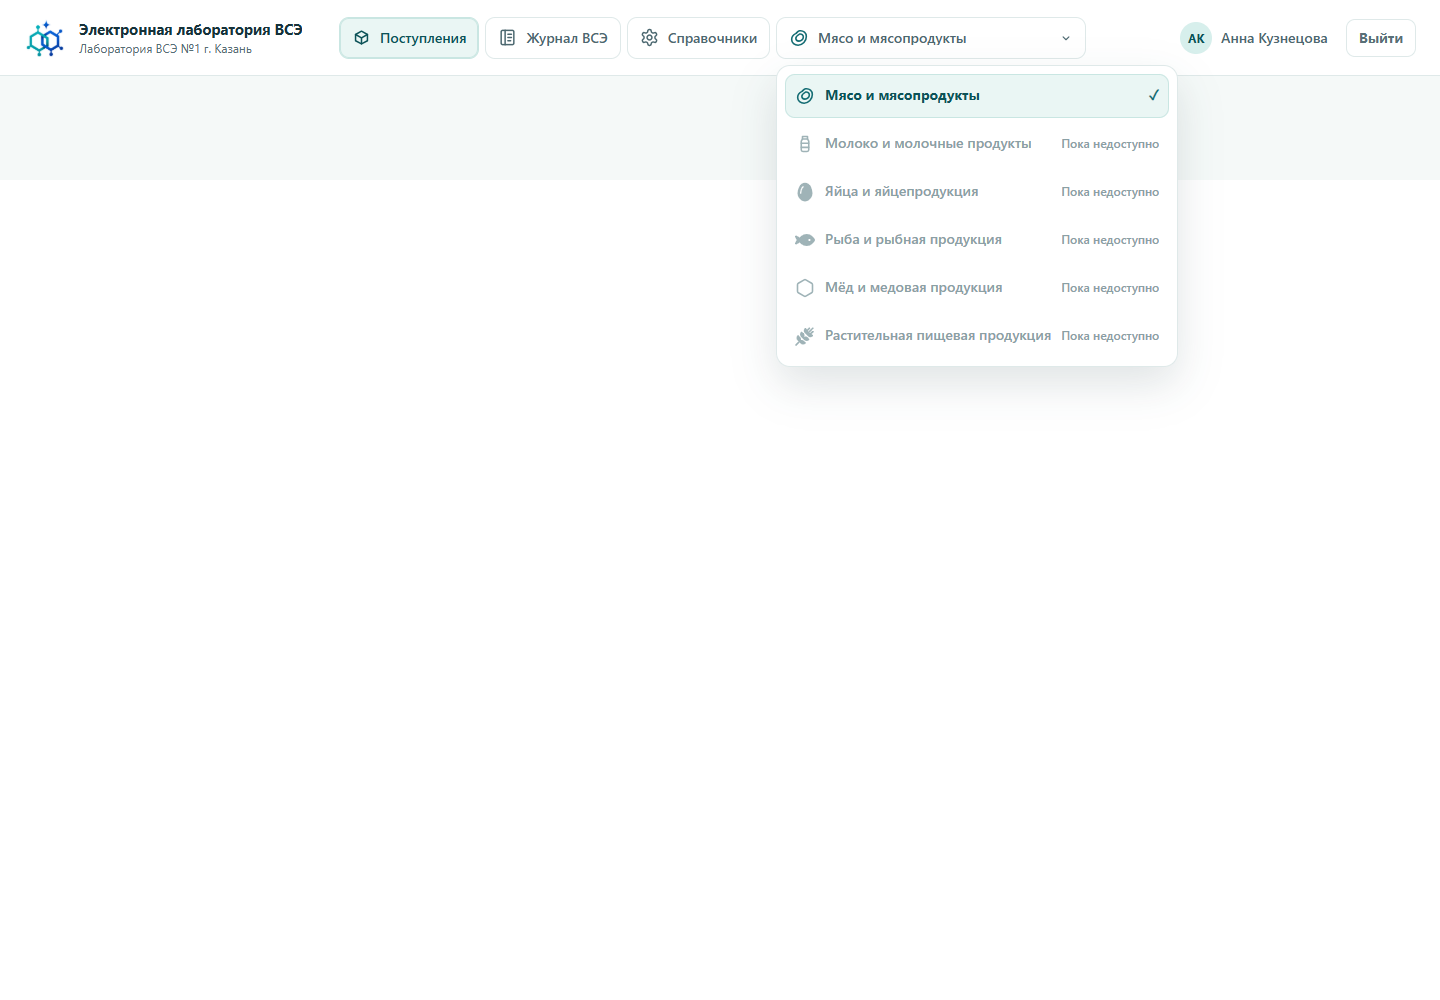 Электронная лаборатория ВСЭ
Лаборатория ВСЭ №1 г. Казань
Поступления
Журнал ВСЭ
Справочники
Мясо и мясопродукты
АК
Анна Кузнецова
Выйти
Мясо и мясопродукты
Молоко и молочные продукты Пока недоступно
Яйца и яйцепродукция Пока недоступно
Рыба и рыбная продукция Пока недоступно
Мёд и медовая продукция Пока недоступно
Растительная пищевая продукция Пока недоступно